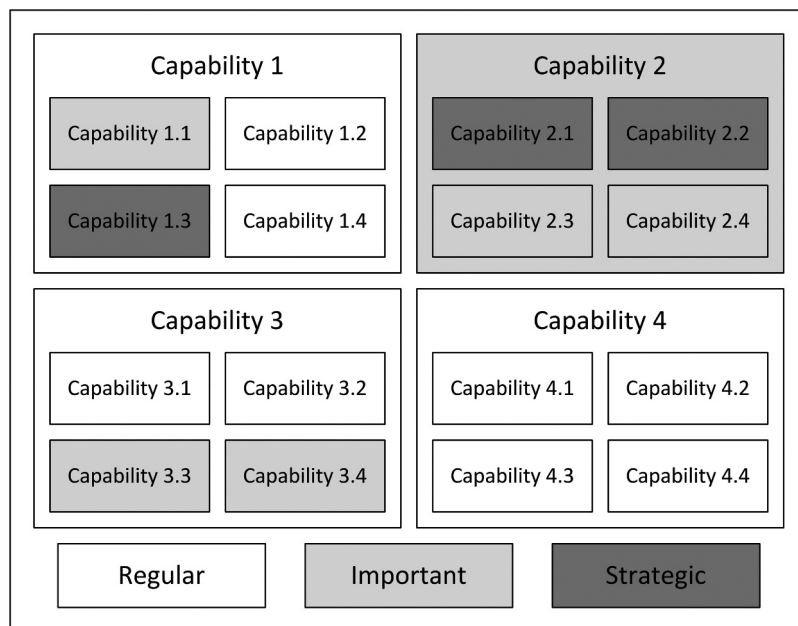 Capability 1
Capability 1.1
Capability 1.2
Capability 1.3
Capability 1.4
Capability 2
Capability 2.1
Capability 2.2
Capability 2.3
Capability 2.4
Capability 3
Capability 3.1
Capability 3.2
Capability 3.3
Capability 3.4
Capability 4
Capability 4.1
Capability 4.2
Capability 4.3
Capability 4.4
Regular
Important
Strategic